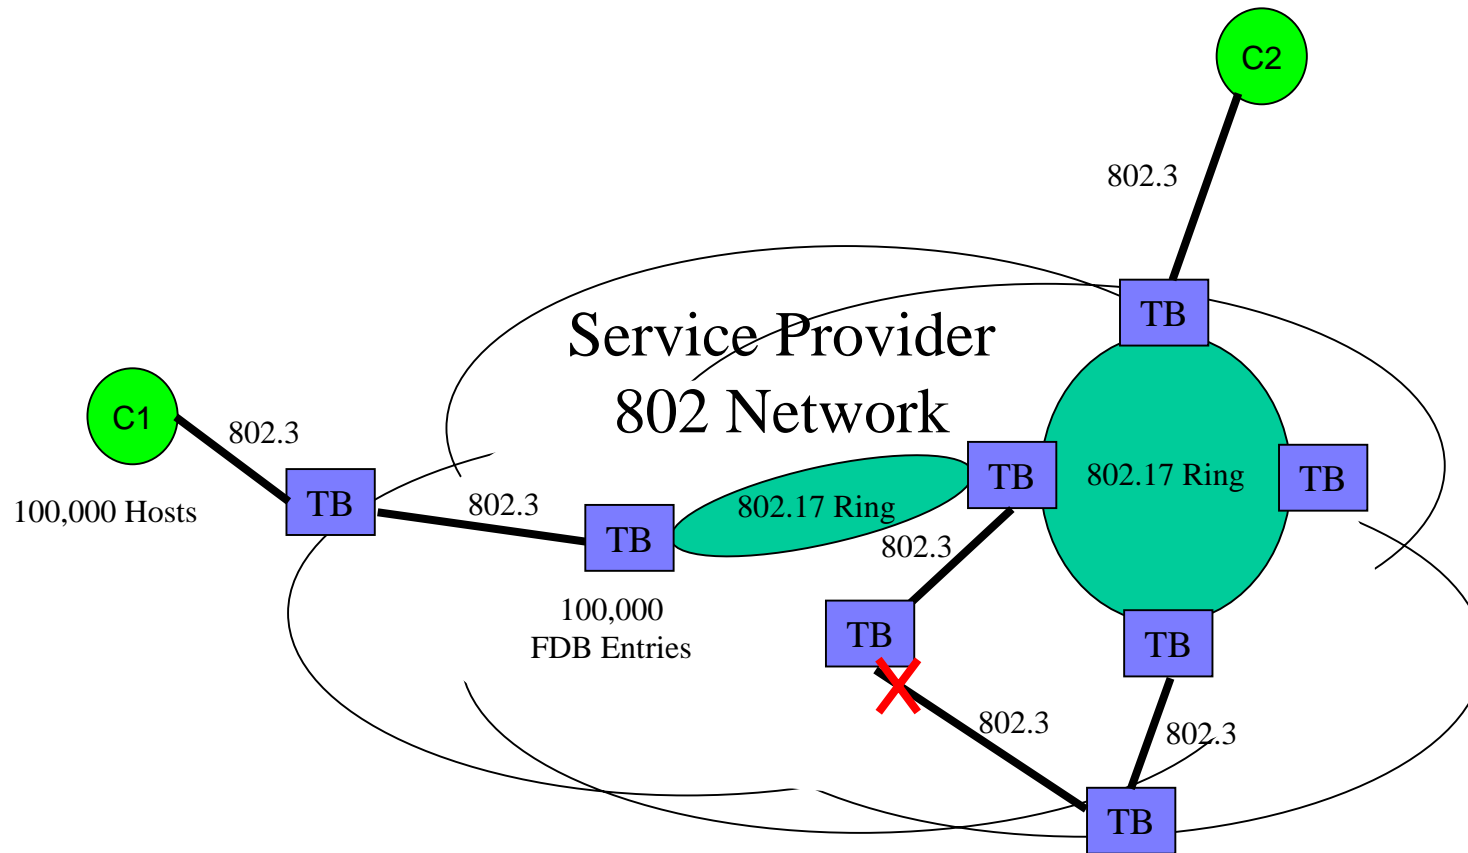 C2
802.3
TB
Service Provider
802 Network
C1
802.3
100,000 Hosts
TB
802.3
TB
802.17 Ring
TB
802.17 Ring
TB
802.3
100,000
FDB Entries
TB
TB
802.3
802.3
TB